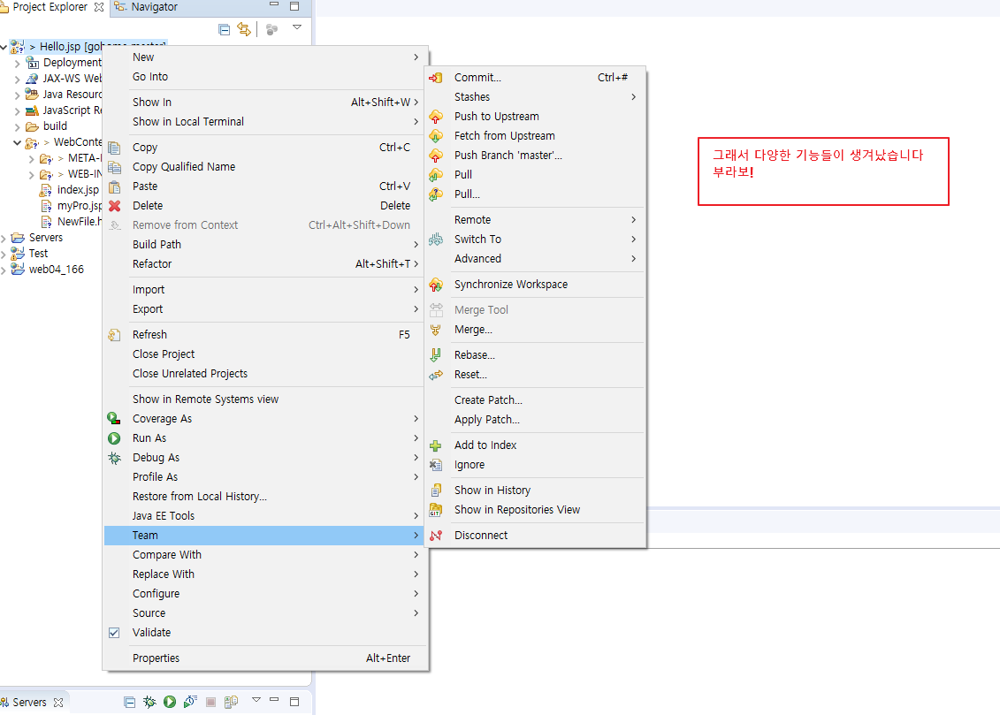 Project Explorer
Navigator
> Hello.jsp
Deployment
JAX-WS
Java
JavaScript
build
>
> META-
> WEB-
index.jsp
myPro.jsp
Servers
Test
web04_166
New
Go Into
Show In Alt+Shift+W
Show in Local Terminal
Copy Ctrl+C
Copy Qualified Name
Paste Ctrl+V
Delete Delete
Remove from Context Ctrl+Alt+Shift+Down
Build Path
Refactor Alt+Shift+T
Import
Export
Refresh F5
Close Project
Close Unrelated Projects
Show in Remote Systems view
Coverage As
Run As
Debug As
Profile As
Restore from Local History...
Java EE Tools
Team
Compare With
Replace With
Configure
Source
Validate
Properties Alt+Enter
Commit... Ctrl+#
Stashes
Push to Upstream
Fetch from Upstream
Push Branch 'master'...
Pull
Pull...
Remote
Switch To
Advanced
Synchronize Workspace
Merge Tool
Merge...
Rebase...
Reset...
Create Patch...
Apply Patch...
Add to Index
Ignore
Show in History
Show in Repositories View
Disconnect
그래서 다양한 기능들이 생겨났습니다
부라보!
Servers